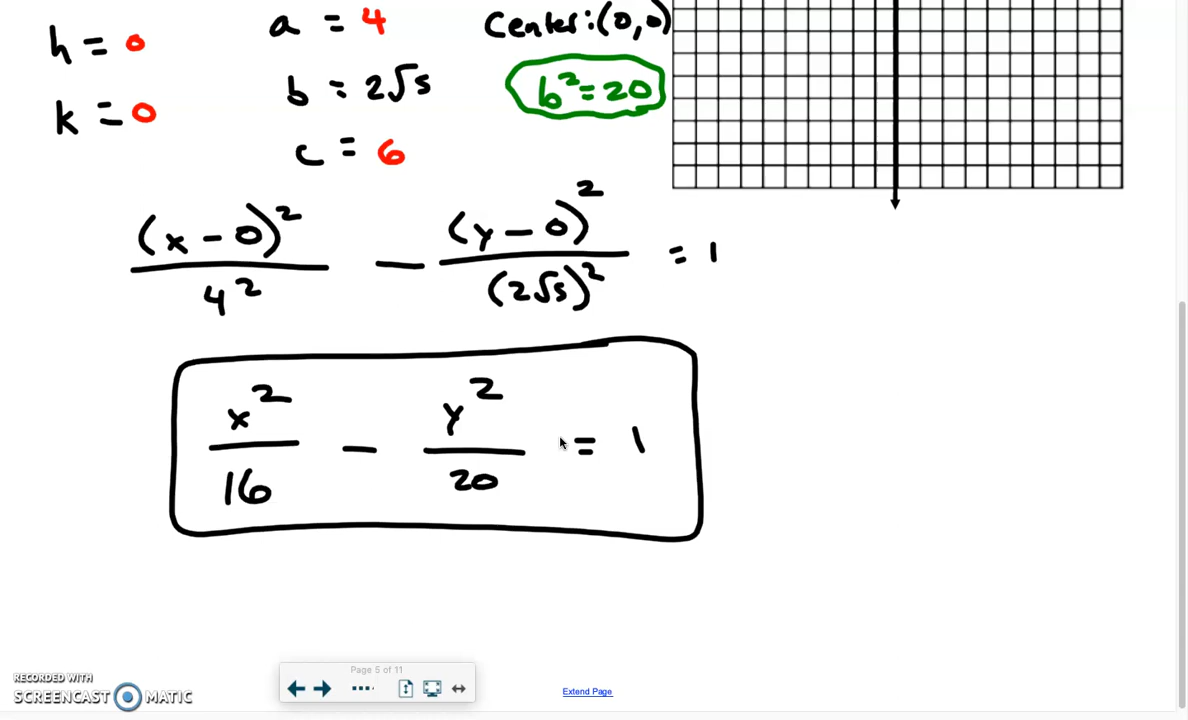 h = 0
k = 0
a = 4
b = 2√5
c = 6
Center: (0,0)
b² = 20
(x - 0)² / 4² - (y - 0)² / (2√5)² = 1
x² / 16 - y² / 20 = 1
RECORDED WITH
SCREENCAST MATIC
Page 5 of 11
Extend Page